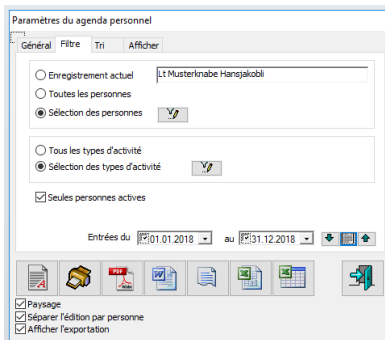 Paramètres du agenda personnel
Général Filtre Tri Afficher
Enregistrement actuel Lt Musterknabe Hansjakobli
Toutes les personnes
Sélection des personnes
Tous les types d'activité
Sélection des types d'activité
Seules personnes actives
Entrées du 01.01.2018 au 31.12.2018
PDF
Paysage
Séparer l'édition par personne
Afficher l'exportation